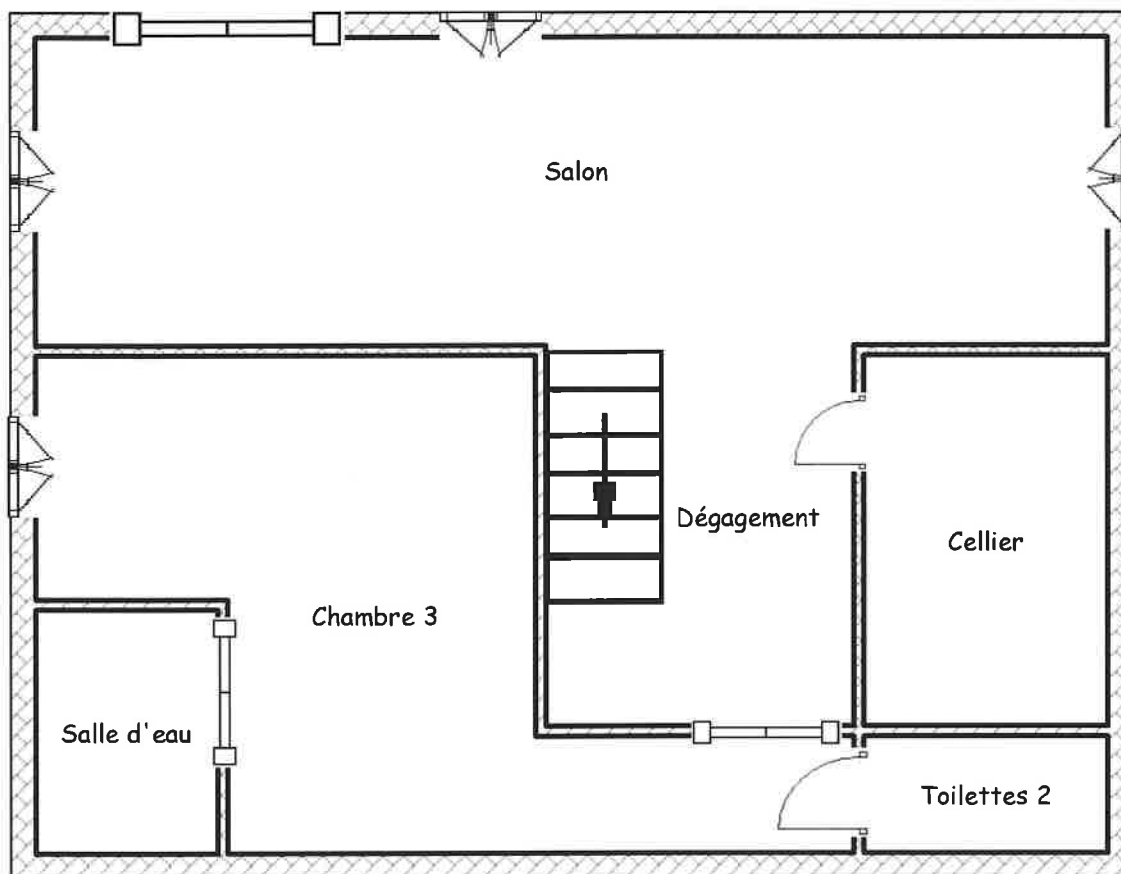 Salon
Dégagement
Cellier
Chambre 3
Salle d'eau
Toilettes 2